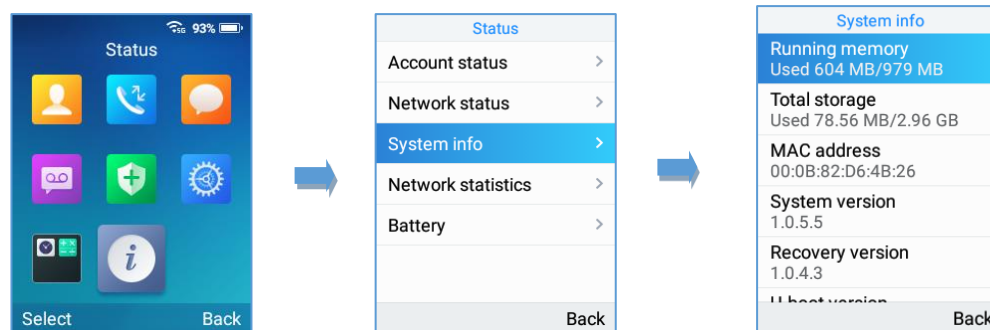 5G 93%
Status
Select Back
Status
Account status
Network status
System info
Network statistics
Battery
Back
System info
Running memory
Used 604 MB/979 MB
Total storage
Used 78.56 MB/2.96 GB
MAC address
00:0B:82:D6:4B:26
System version
1.0.5.5
Recovery version
1.0.4.3
Back